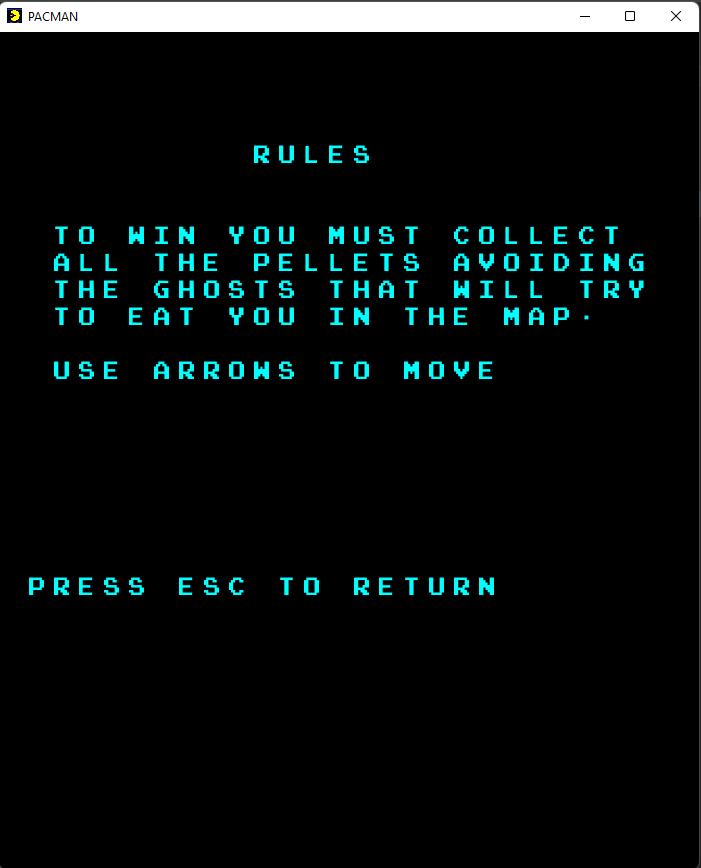 PACMAN
RULES
TO WIN YOU MUST COLLECT
ALL THE PELLETS AVOIDING
THE GHOSTS THAT WILL TRY
TO EAT YOU IN THE MAP.
USE ARROWS TO MOVE
PRESS ESC TO RETURN